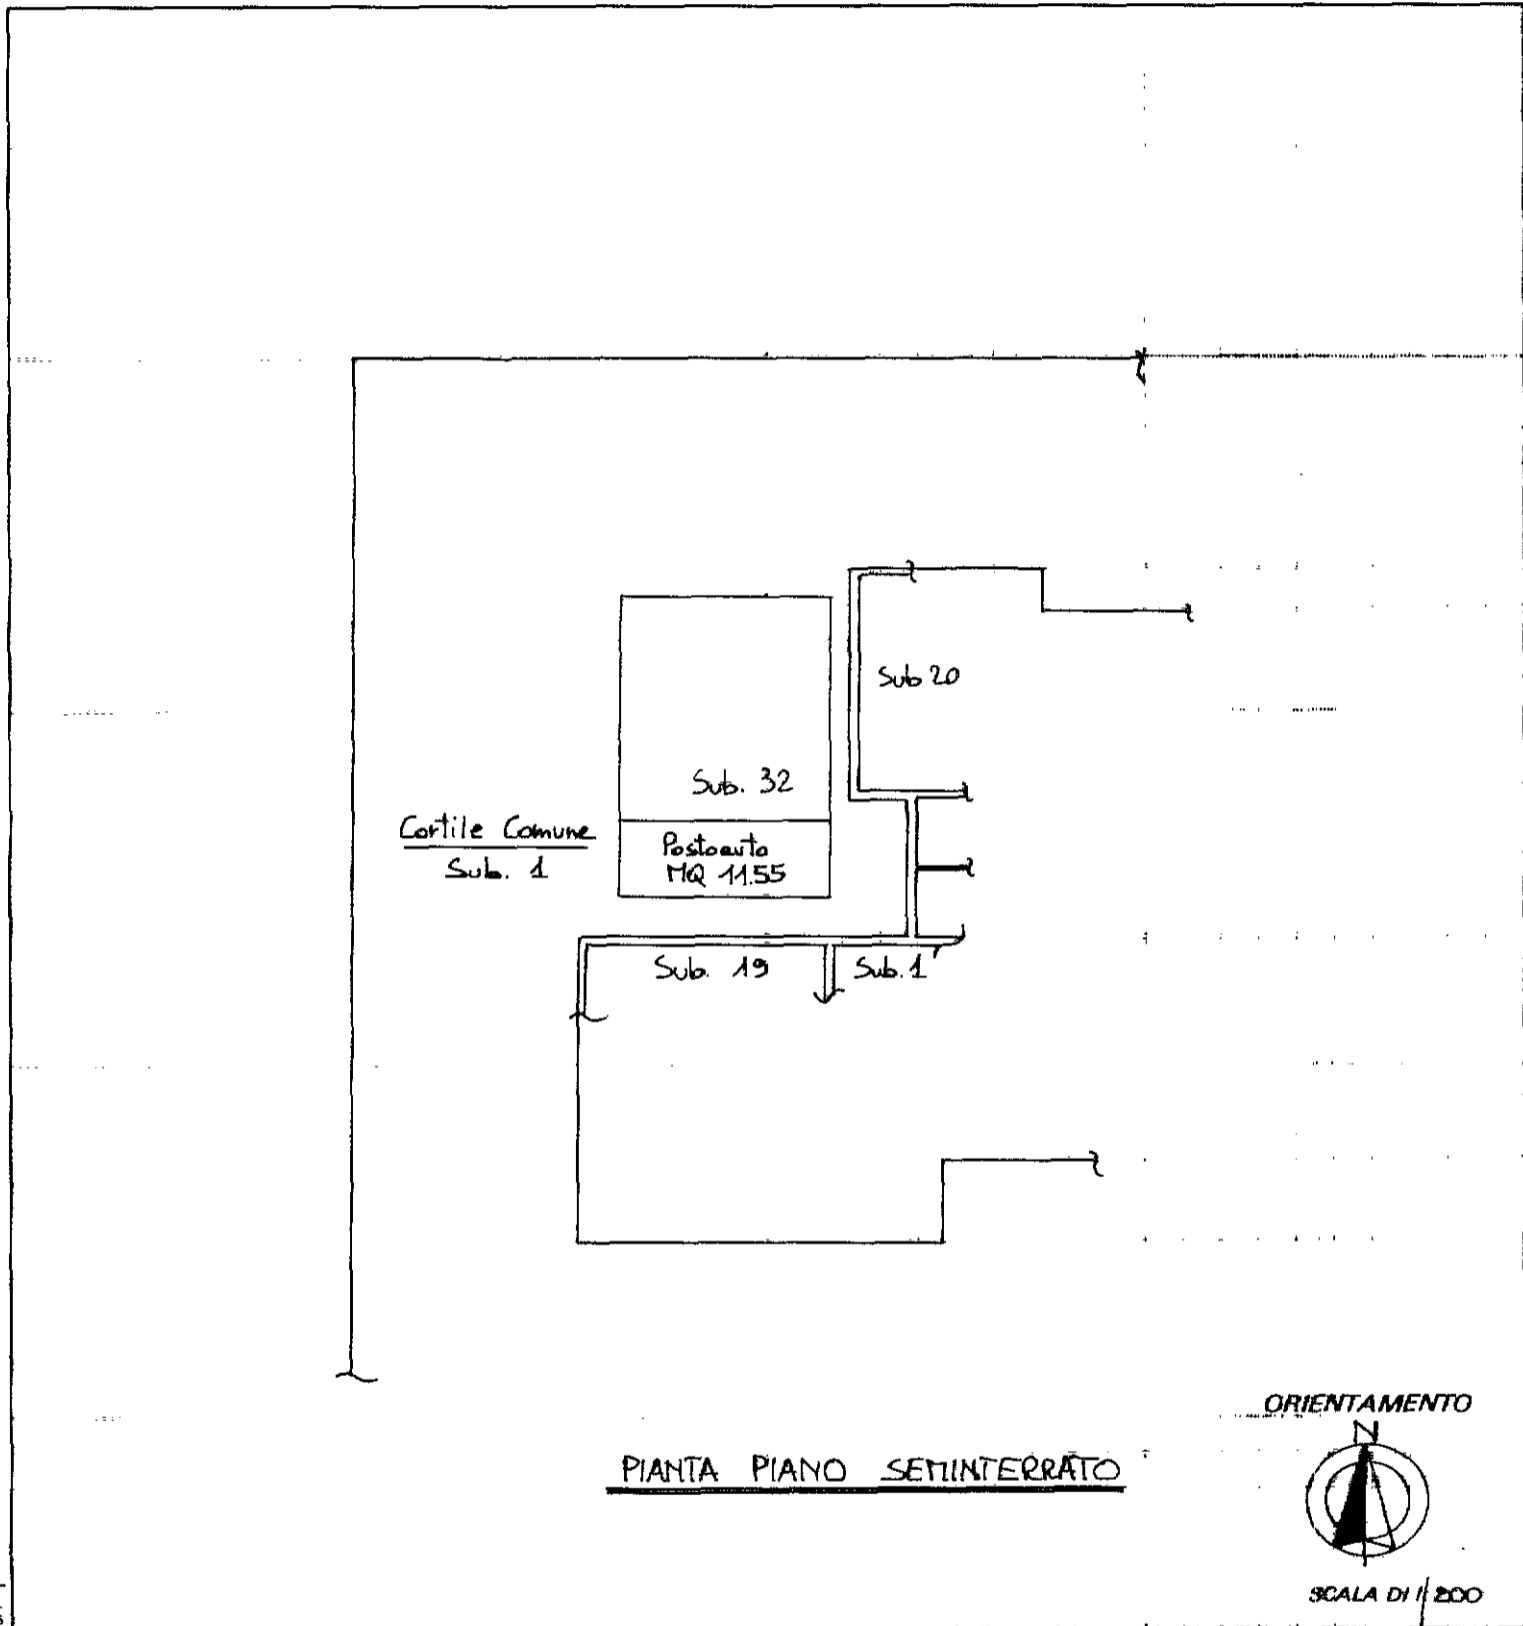 Sub 20
Sub. 32
Cortile Comune
Sub. 1
Postoauto
MQ 11.55
Sub. 19
Sub. 1
ORIENTAMENTO
N
PIANTA PIANO SEMINTERRATO
SCALA DI 1/200